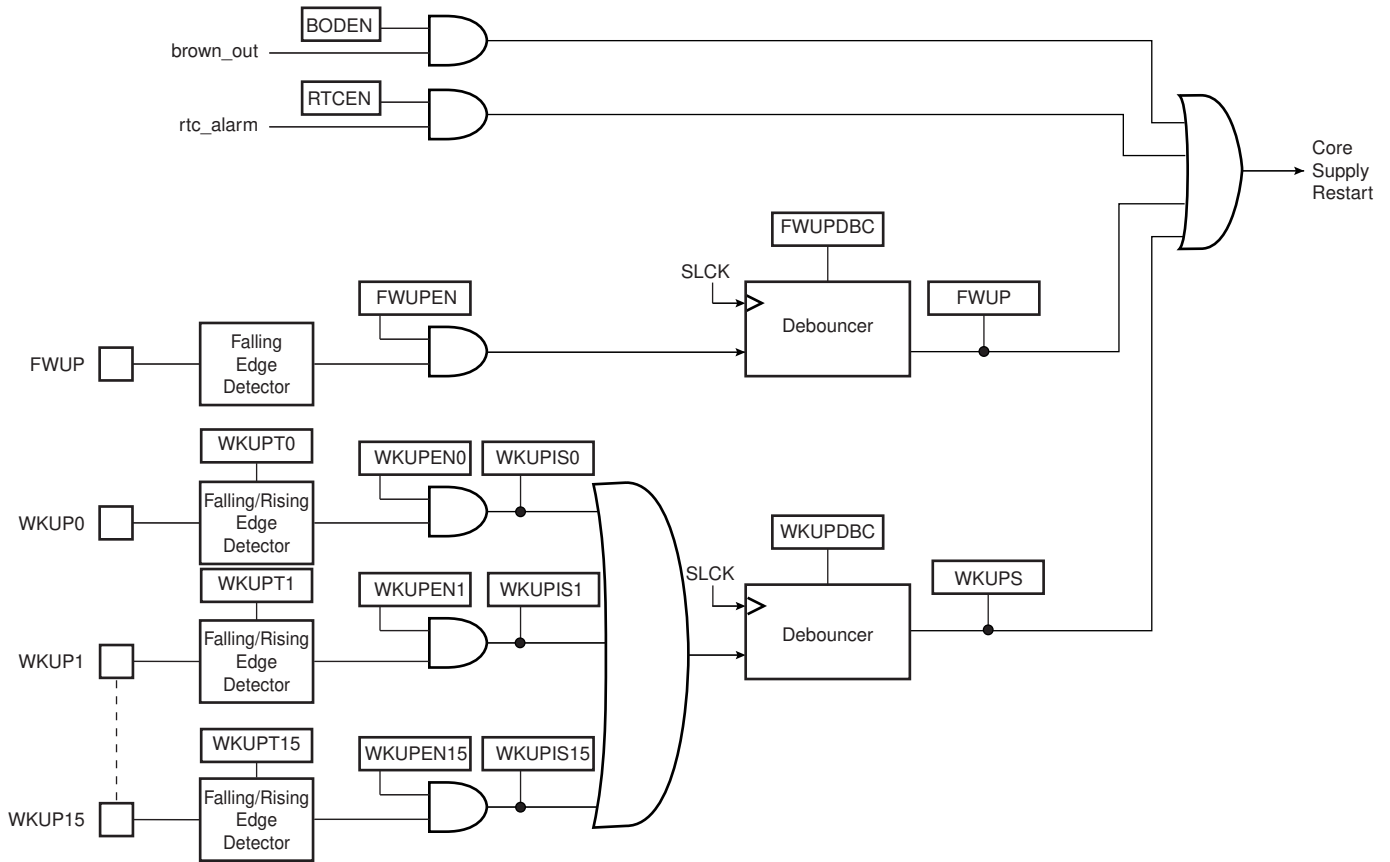 BODEN
brown_out
RTCEN
rtc_alarm
Core
Supply
Restart
FWUPDBC
SLCK
FWUPEN
FWUP
Debouncer
Falling
Edge
Detector
FWUP
WKUPT0
WKUPEN0
WKUPIS0
Falling/Rising
Edge
Detector
WKUP0
WKUPDBC
WKUPT1
SLCK
WKUPEN1
WKUPIS1
WKUPS
Falling/Rising
Edge
Detector
Debouncer
WKUP1
WKUPT15
WKUPEN15
WKUPIS15
Falling/Rising
Edge
Detector
WKUP15